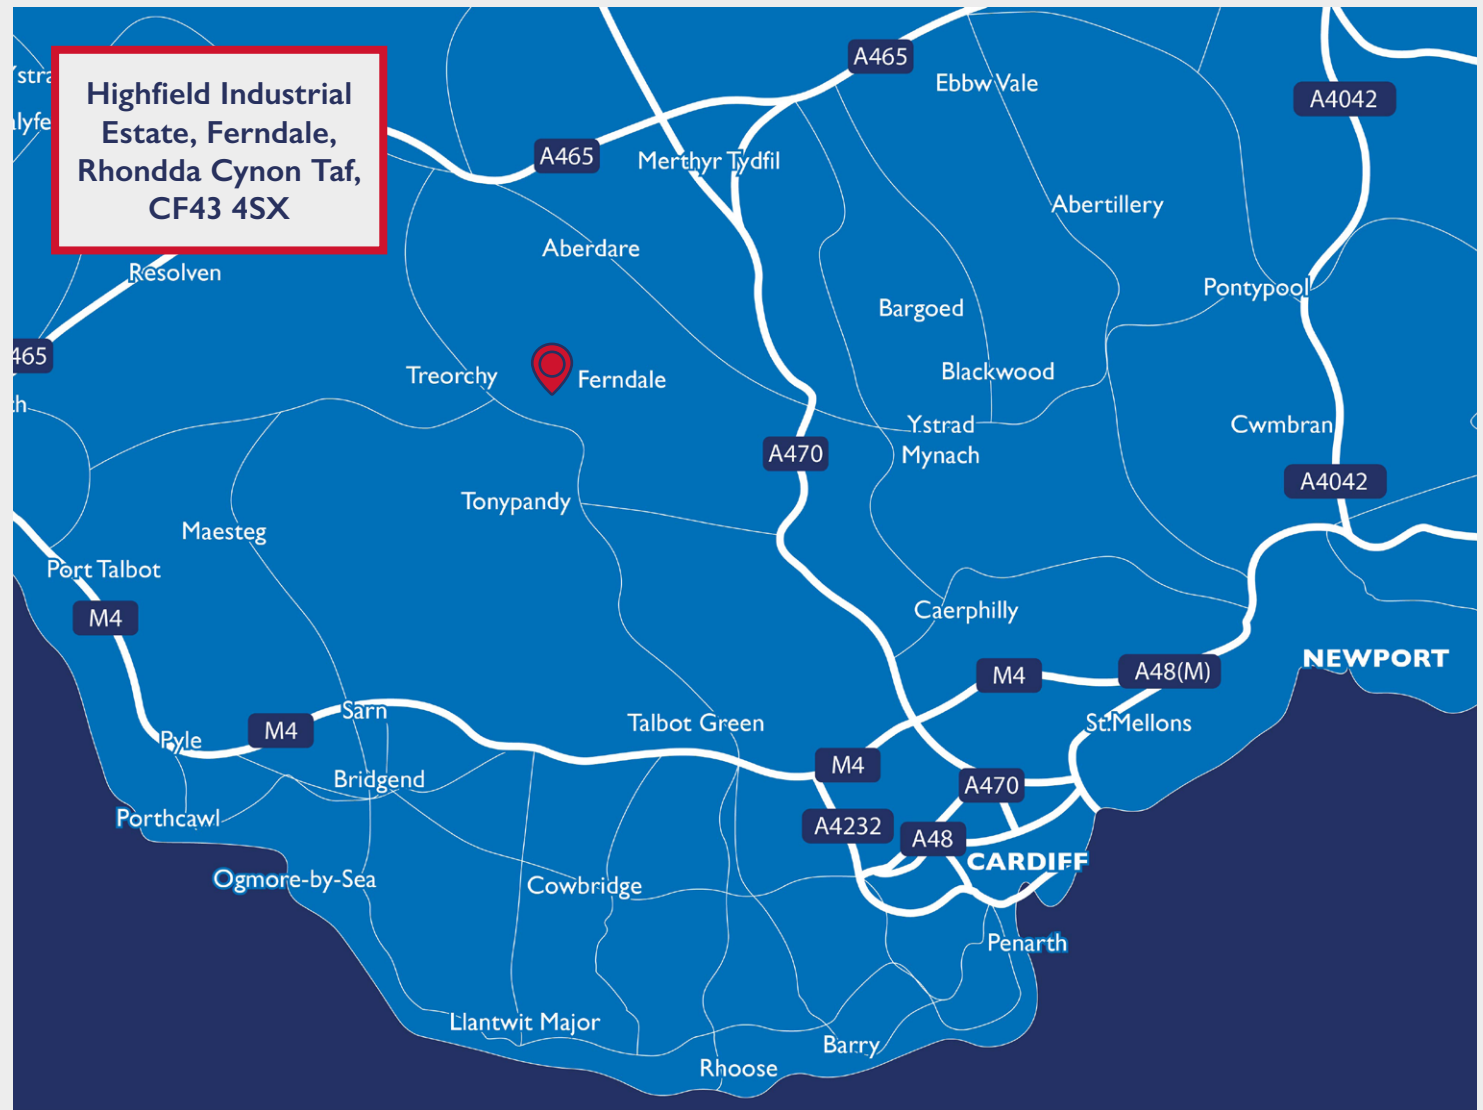 Highfield Industrial
Estate, Ferndale,
Rhondda Cynon Taf,
CF43 4SX
A465
Ebbw Vale
A4042
A465
Merthyr Tydfil
Abertillery
Aberdare
Resolven
Pontypool
Bargoed
465
Treorchy
Ferndale
Blackwood
Ystrad
Mynach
Cwmbran
A470
A4042
Tonypandy
Maesteg
Port Talbot
M4
Caerphilly
NEWPORT
M4
A48(M)
Sarn
Talbot Green
St.Mellons
M4
Pyle
M4
Bridgend
A470
Porthcawl
A4232
A48
CARDIFF
Ogmore-by-Sea
Cowbridge
Penarth
Llantwit Major
Barry
Rhoose